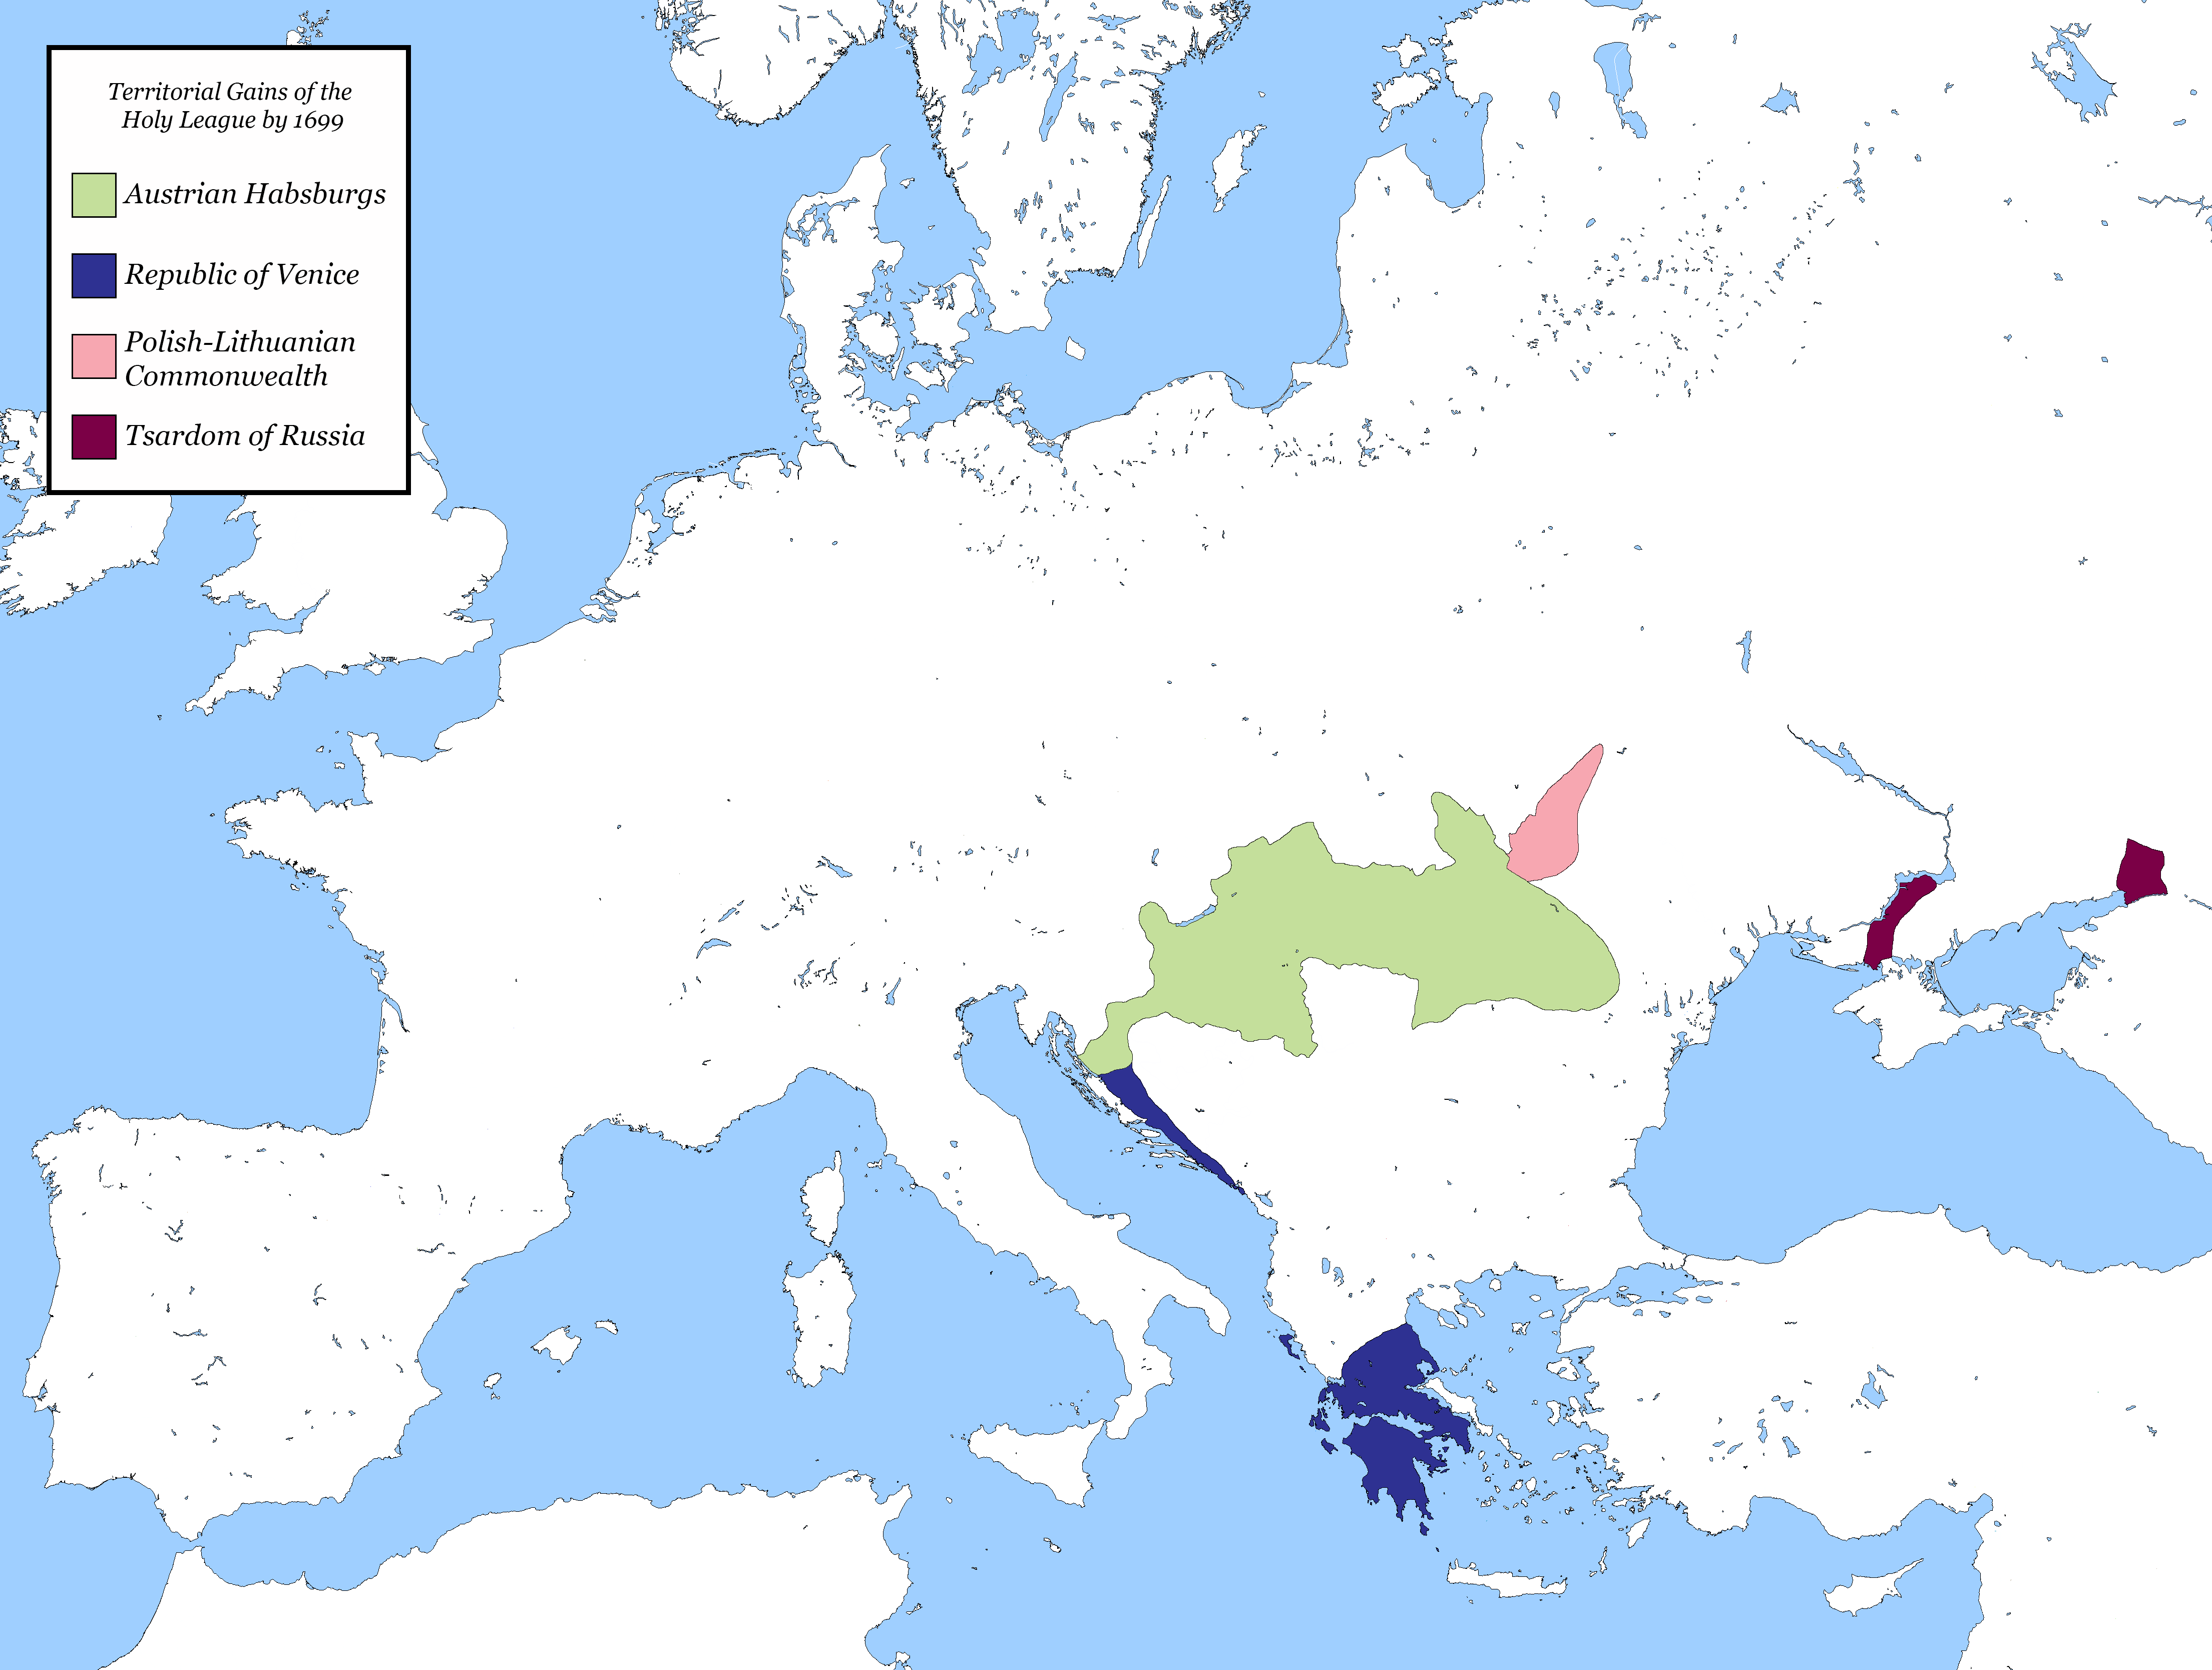 Territorial Gains of the
Holy League by 1699
Austrian Habsburgs
Republic of Venice
Polish-Lithuanian
Commonwealth
Tsardom of Russia